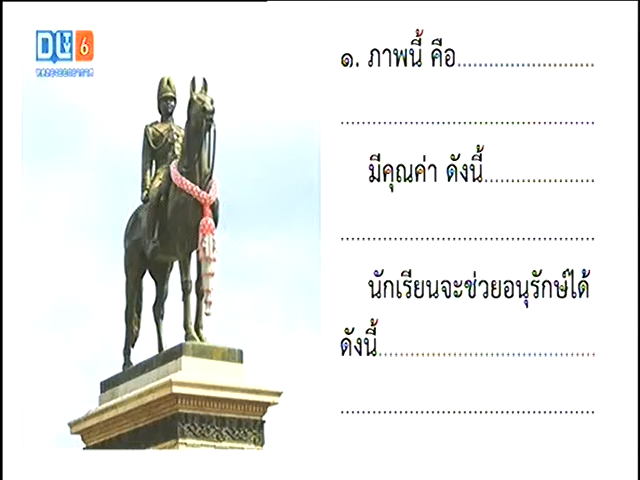 DLTV 6
๑. ภาพนี้ คือ........................
............................................
มีคุณค่า ดังนี้...................
............................................
นักเรียนจะช่วยอนุรักษ์ได้
ดังนี้.....................................
............................................